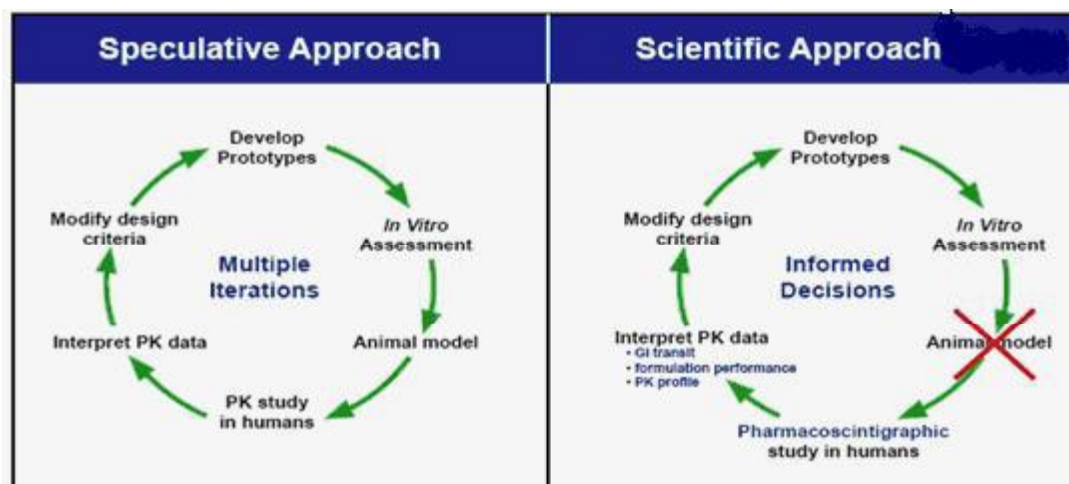 Speculative Approach
Develop
Prototypes
In Vitro
Assessment
Animal model
PK study
in humans
Interpret PK data
Modify design
criteria
Multiple
Iterations
Scientific Approach
Develop
Prototypes
In Vitro
Assessment
Animal model
Pharmacoscintigraphic
study in humans
Interpret PK data
• GI transit
• formulation performance
• PK profile
Modify design
criteria
Informed
Decisions